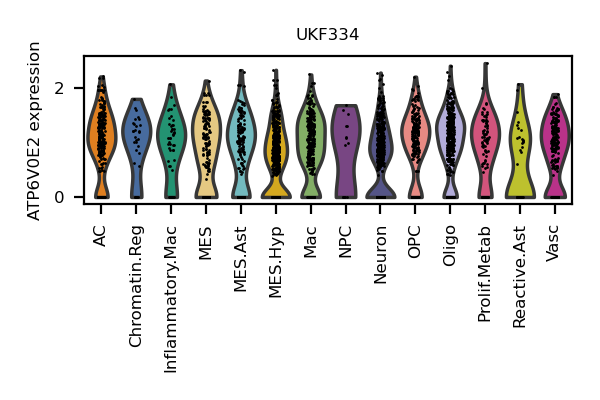 UKF334
ATP6V0E2 expression
2
0
AC
Chromatin.Reg
Inflammatory.Mac
MES
MES.Ast
MES.Hyp
Mac
NPC
Neuron
OPC
Oligo
Prolif.Metab
Reactive.Ast
Vasc